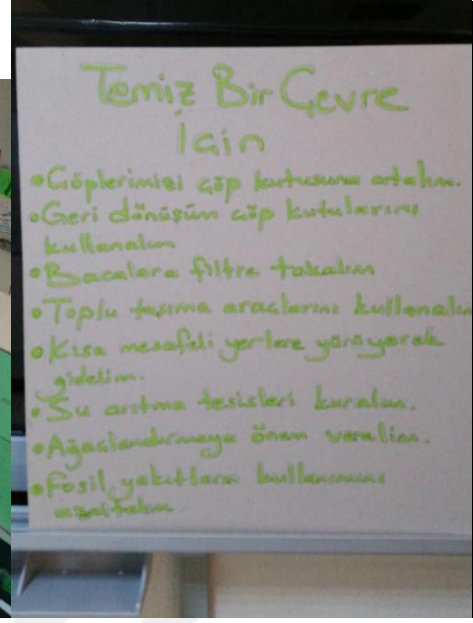 Temiz Bir Çevre
İçin
• Çöplerimizi çöp kutusuna atalım.
• Geri dönüşüm çöp kutularını
kullanalım
• Bacalara filtre takalım
• Toplu taşıma araçlarını kullanalım
• Kısa mesafeli yerlere yürüyerek
gidelim.
• Su arıtma tesisleri kuralım.
• Ağaçlandırmaya önem verelim.
• Fosil yakıtların kullanımını
azaltalım.